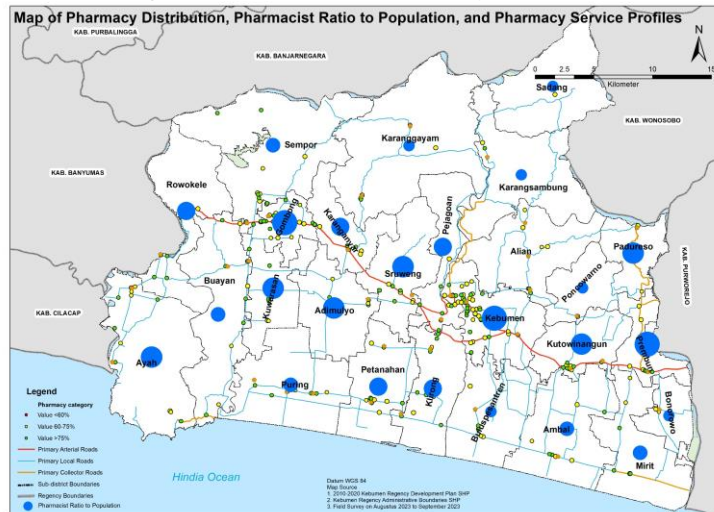 Map of Pharmacy Distribution, Pharmacist Ratio to Population, and Pharmacy Service Profiles
KAB. PURBALINGGA
KAB. BANJARNEGARA
N
0 2.5 5 10 15
Kilometer
Sadang
KAB. WONOSOBO
Sempor
Karanggayam
KAB. BANYUMAS
Karangsambung
Rowokele
Gombong
Karanganyar
Pejagoan
Alian
Padureso
Sruweng
KAB. PURWOREJO
Buayan
Kuwarasan
Poncowarno
Adimulyo
Kebumen
KAB. CILACAP
Kutowinangun
Prembun
Ayah
Puring
Petanahan
Klirong
Buluspesantren
Bonorowo
Ambal
Mirit
Legend
Pharmacy category
Value <60%
Value 60-75%
Value >75%
Primary Arterial Roads
Primary Local Roads
Primary Collector Roads
Sub-district Boundaries
Regency Boundaries
Pharmacist Ratio to Population
Hindia Ocean
Datum WGS 84
Map Source
1. 2010-2020 Kebumen Regency Development Plan SHP
2. Kebumen Regency Administrative Boundaries SHP
3. Field Survey on Augustus 2023 to September 2023